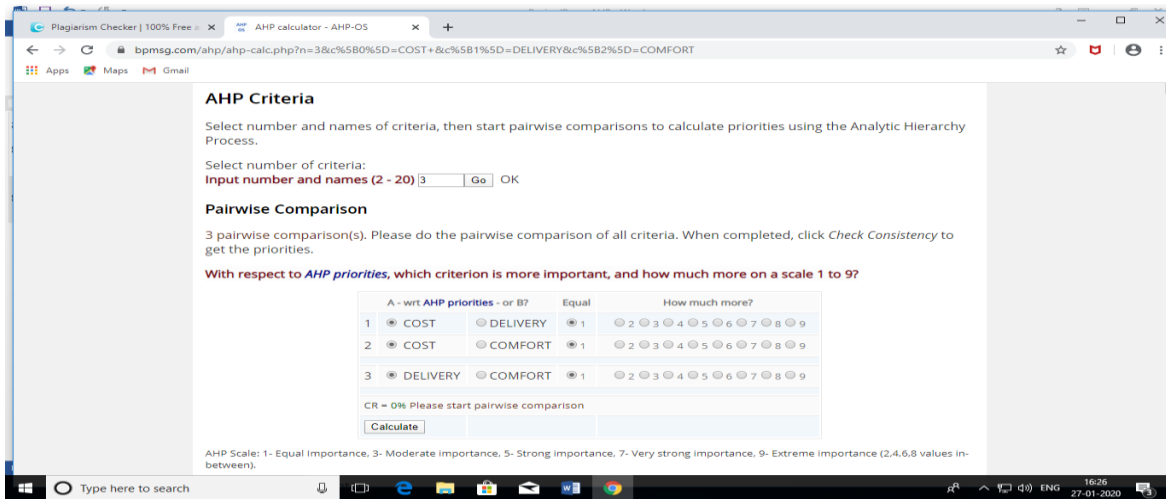 Plagiarism Checker | 100% Free
AHP calculator - AHP-OS
bpmsg.com/ahp/ahp-calc.php?n=3&c%5B0%5D=COST+&c%5B1%5D=DELIVERY&c%5B2%5D=COMFORT
Apps Maps Gmail
AHP Criteria
Select number and names of criteria, then start pairwise comparisons to calculate priorities using the Analytic Hierarchy
Process.
Select number of criteria:
Input number and names (2 - 20) 3 Go OK
Pairwise Comparison
3 pairwise comparison(s). Please do the pairwise comparison of all criteria. When completed, click Check Consistency to
get the priorities.
With respect to AHP priorities, which criterion is more important, and how much more on a scale 1 to 9?
A - wrt AHP priorities - or B? Equal How much more?
1 COST DELIVERY 1 2 3 4 5 6 7 8 9
2 COST COMFORT 1 2 3 4 5 6 7 8 9
3 DELIVERY COMFORT 1 2 3 4 5 6 7 8 9
CR = 0% Please start pairwise comparison
Calculate
AHP Scale: 1- Equal Importance, 3- Moderate importance, 5- Strong importance, 7- Very strong importance, 9- Extreme importance (2,4,6,8 values in-
between).
Type here to search
ENG
16:26
27-01-2020